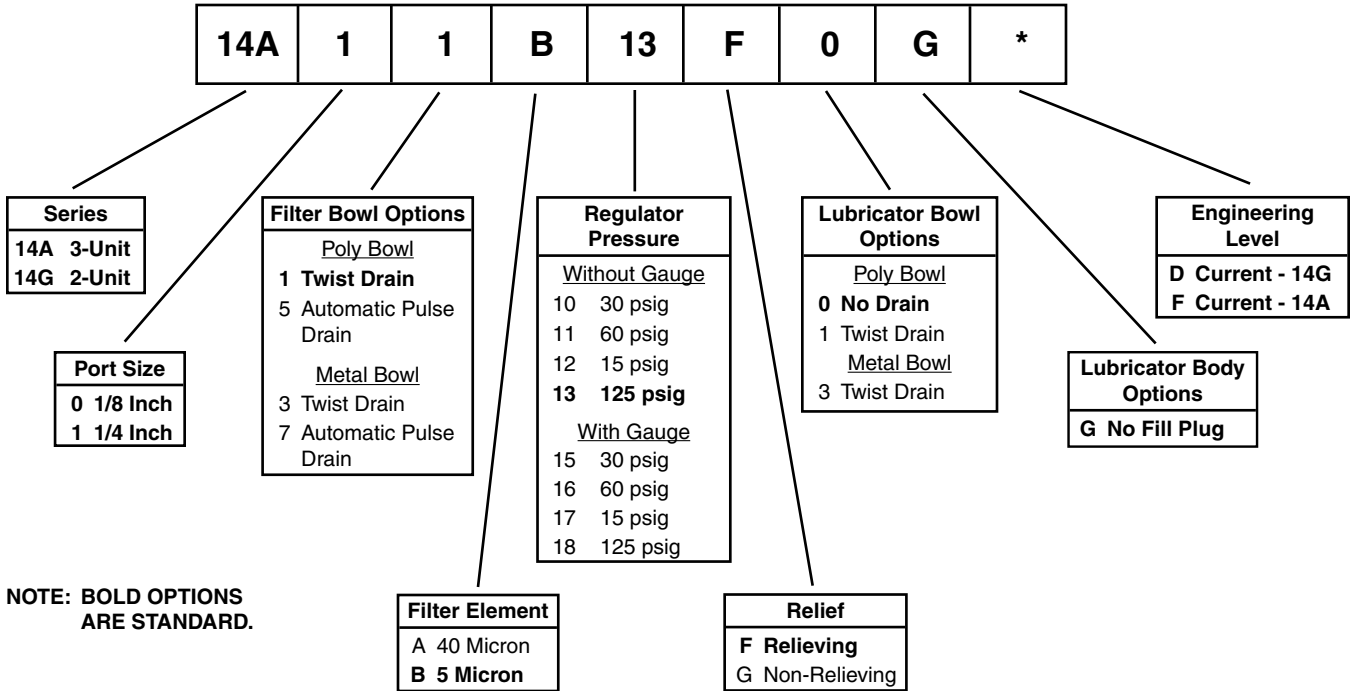 14A 1 1 B 13 F 0 G *
Series
14A 3-Unit
14G 2-Unit
Port Size
0 1/8 Inch
1 1/4 Inch
Filter Bowl Options
Poly Bowl
1 Twist Drain
5 Automatic Pulse
Drain
Metal Bowl
3 Twist Drain
7 Automatic Pulse
Drain
Filter Element
A 40 Micron
B 5 Micron
Regulator
Pressure
Without Gauge
10 30 psig
11 60 psig
12 15 psig
13 125 psig
With Gauge
15 30 psig
16 60 psig
17 15 psig
18 125 psig
Relief
F Relieving
G Non-Relieving
Lubricator Bowl
Options
Poly Bowl
0 No Drain
1 Twist Drain
Metal Bowl
3 Twist Drain
Lubricator Body
Options
G No Fill Plug
Engineering
Level
D Current - 14G
F Current - 14A
NOTE: BOLD OPTIONS
ARE STANDARD.